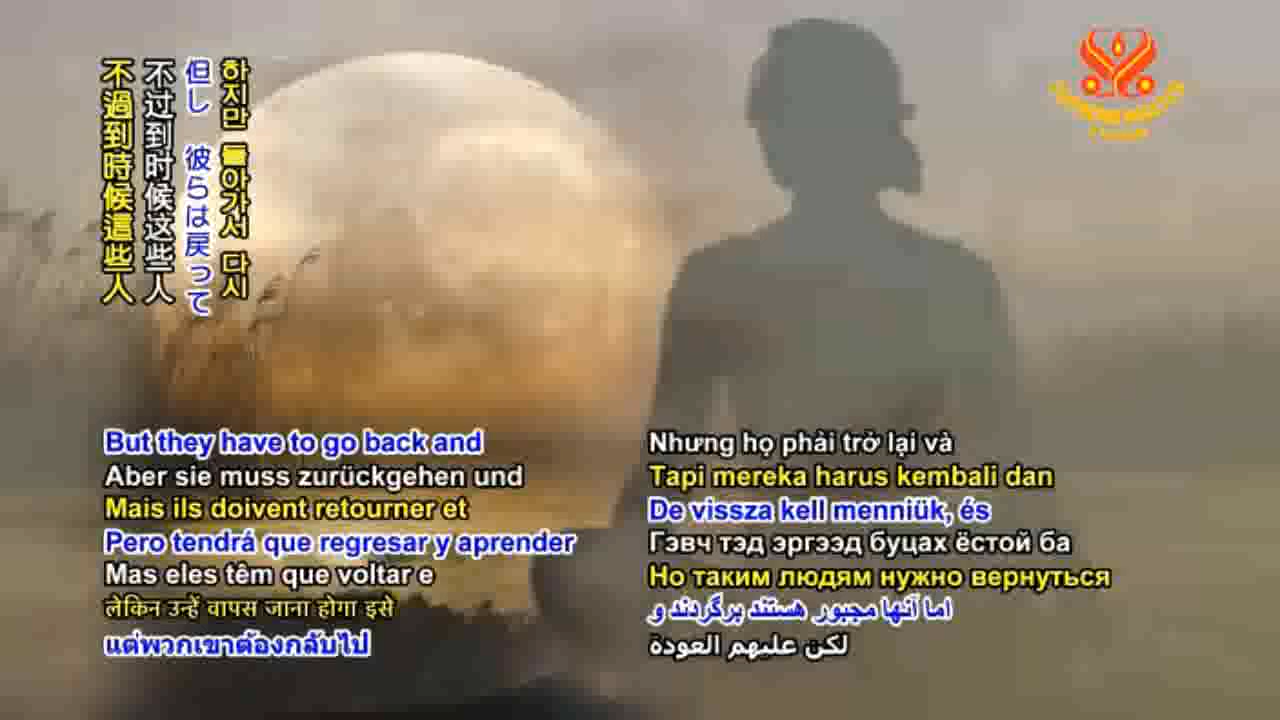 不過到時候這些人
不过到时候这些人
但し 彼らは戻って
하지만 돌아가서 다시
But they have to go back and
Aber sie muss zurückgehen und
Mais ils doivent retourner et
Pero tendrá que regresar y aprender
Mas eles têm que voltar e
लेकिन उन्हें वापस जाना होगा इसे
แต่พวกเขาต้องกลับไป
Nhưng họ phải trở lại và
Tapi mereka harus kembali dan
De vissza kell menniük, és
Гэвч тэд эргээд буцах ёстой ба
Но таким людям нужно вернуться
اما آنها مجبور هستند برگردند و
لكن عليهم العودة